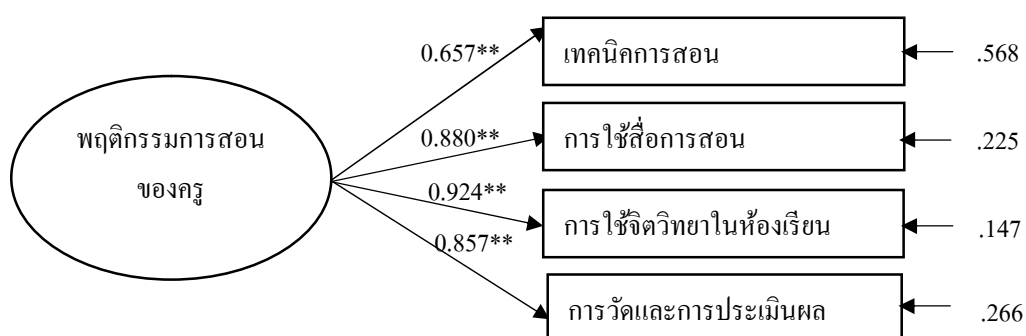 0.657**
เทคนิคการสอน
.568
พฤติกรรมการสอน
ของครู
0.880**
การใช้สื่อการสอน
.225
0.924**
การใช้จิตวิทยาในห้องเรียน
.147
0.857**
การวัดและการประเมินผล
.266